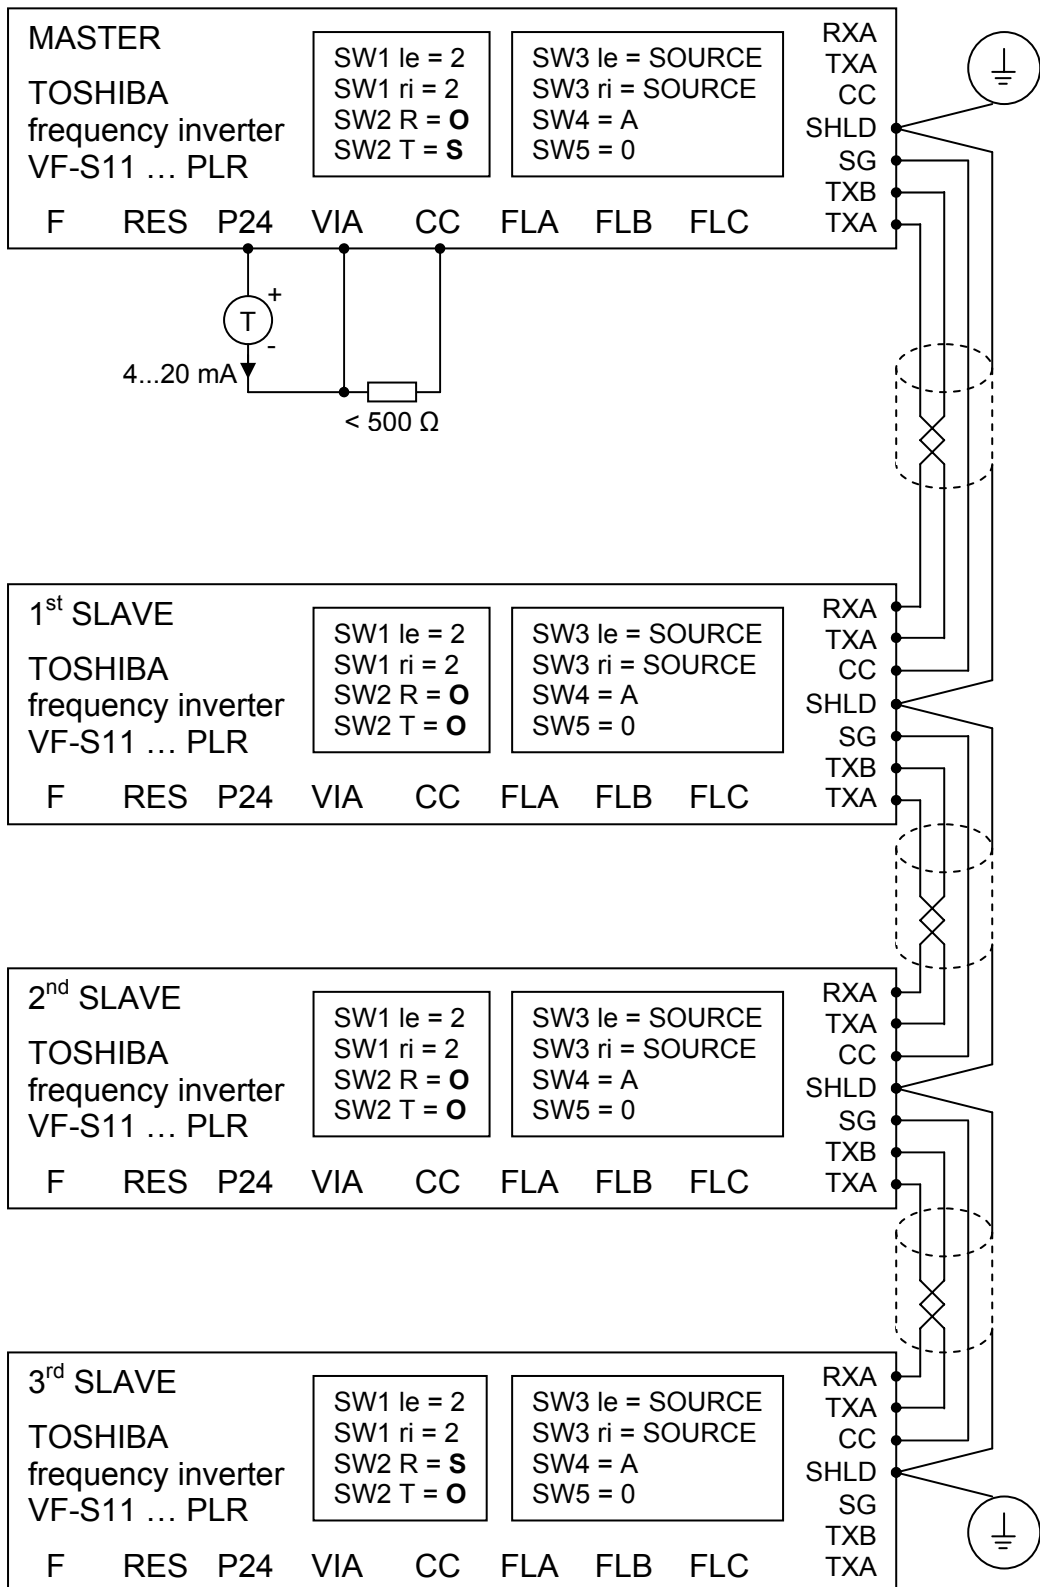 MASTER
TOSHIBA
frequency inverter
VF-S11 … PLR
SW1 le = 2
SW1 ri = 2
SW2 R = O
SW2 T = S
SW3 le = SOURCE
SW3 ri = SOURCE
SW4 = A
SW5 = 0
RXA
TXA
CC
SHLD
SG
TXB
TXA
F RES P24 VIA CC FLA FLB FLC
+
T
-
4...20 mA
< 500 Ω
1st SLAVE
TOSHIBA
frequency inverter
VF-S11 … PLR
SW1 le = 2
SW1 ri = 2
SW2 R = O
SW2 T = O
SW3 le = SOURCE
SW3 ri = SOURCE
SW4 = A
SW5 = 0
RXA
TXA
CC
SHLD
SG
TXB
TXA
F RES P24 VIA CC FLA FLB FLC
2nd SLAVE
TOSHIBA
frequency inverter
VF-S11 … PLR
SW1 le = 2
SW1 ri = 2
SW2 R = O
SW2 T = O
SW3 le = SOURCE
SW3 ri = SOURCE
SW4 = A
SW5 = 0
RXA
TXA
CC
SHLD
SG
TXB
TXA
F RES P24 VIA CC FLA FLB FLC
3rd SLAVE
TOSHIBA
frequency inverter
VF-S11 … PLR
SW1 le = 2
SW1 ri = 2
SW2 R = S
SW2 T = O
SW3 le = SOURCE
SW3 ri = SOURCE
SW4 = A
SW5 = 0
RXA
TXA
CC
SHLD
SG
TXB
TXA
F RES P24 VIA CC FLA FLB FLC